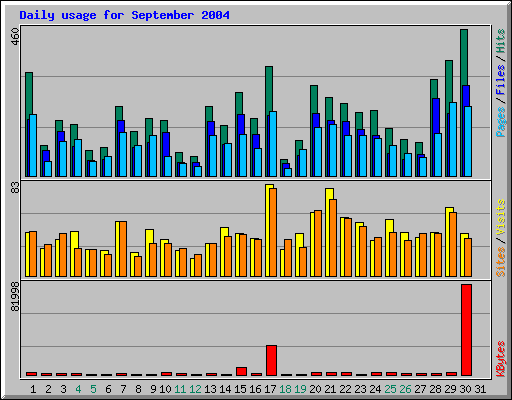 Daily usage for September 2004
460
Pages / Files / Hits
83
Sites / Visits
81998
KBytes
1 2 3 4 5 6 7 8 9 10 11 12 13 14 15 16 17 18 19 20 21 22 23 24 25 26 27 28 29 30 31